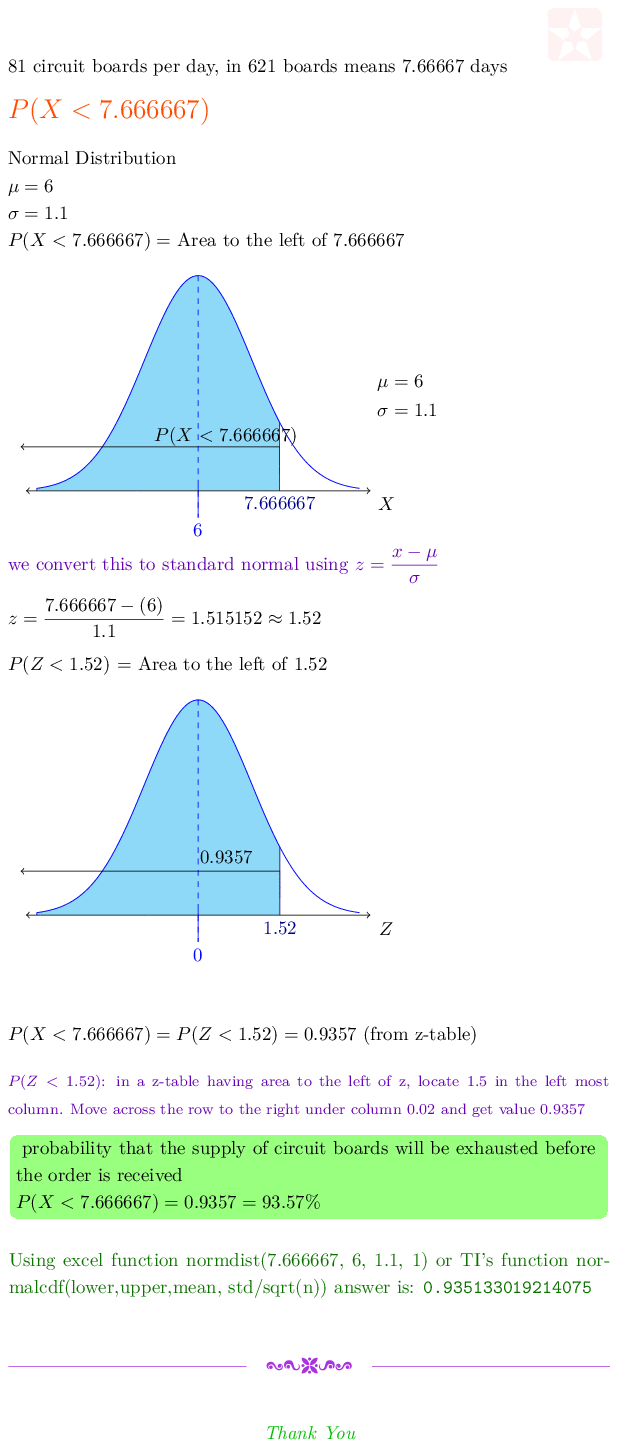 81 circuit boards per day, in 621 boards means 7.66667 days
P(X < 7.666667)
Normal Distribution
μ = 6
σ = 1.1
P(X < 7.666667) = Area to the left of 7.666667
μ = 6
σ = 1.1
P(X < 7.666667)
7.666667
X
6
we convert this to standard normal using z = \frac{x − μ}{σ}
z = \frac{7.666667 − (6)}{1.1} = 1.515152 ≈ 1.52
P(Z < 1.52) = Area to the left of 1.52
0.9357
1.52
Z
0
P(X < 7.666667) = P(Z < 1.52) = 0.9357 (from z-table)
P(Z < 1.52): in a z-table having area to the left of z, locate 1.5 in the left most
column. Move across the row to the right under column 0.02 and get value 0.9357
probability that the supply of circuit boards will be exhausted before
the order is received
P(X < 7.666667) = 0.9357 = 93.57%
Using excel function normdist(7.666667, 6, 1.1, 1) or TI's function nor-
malcdf(lower,upper,mean, std/sqrt(n)) answer is: 0.935133019214075
Thank You